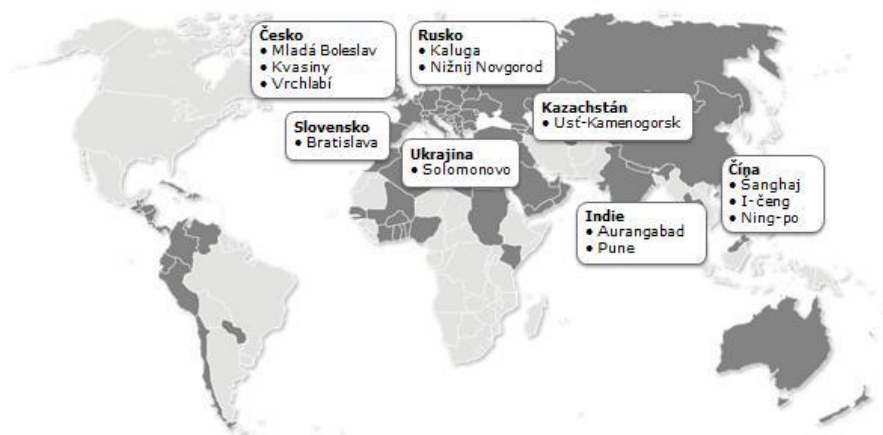 Česko
• Mladá Boleslav
• Kvasiny
• Vrchlabí
Rusko
• Kaluga
• Nižnij Novgorod
Kazachstán
• Usť-Kamenogorsk
Slovensko
• Bratislava
Ukrajina
• Solomonovo
Čína
• Šanghaj
• I-čeng
• Ning-po
Indie
• Aurangabad
• Pune